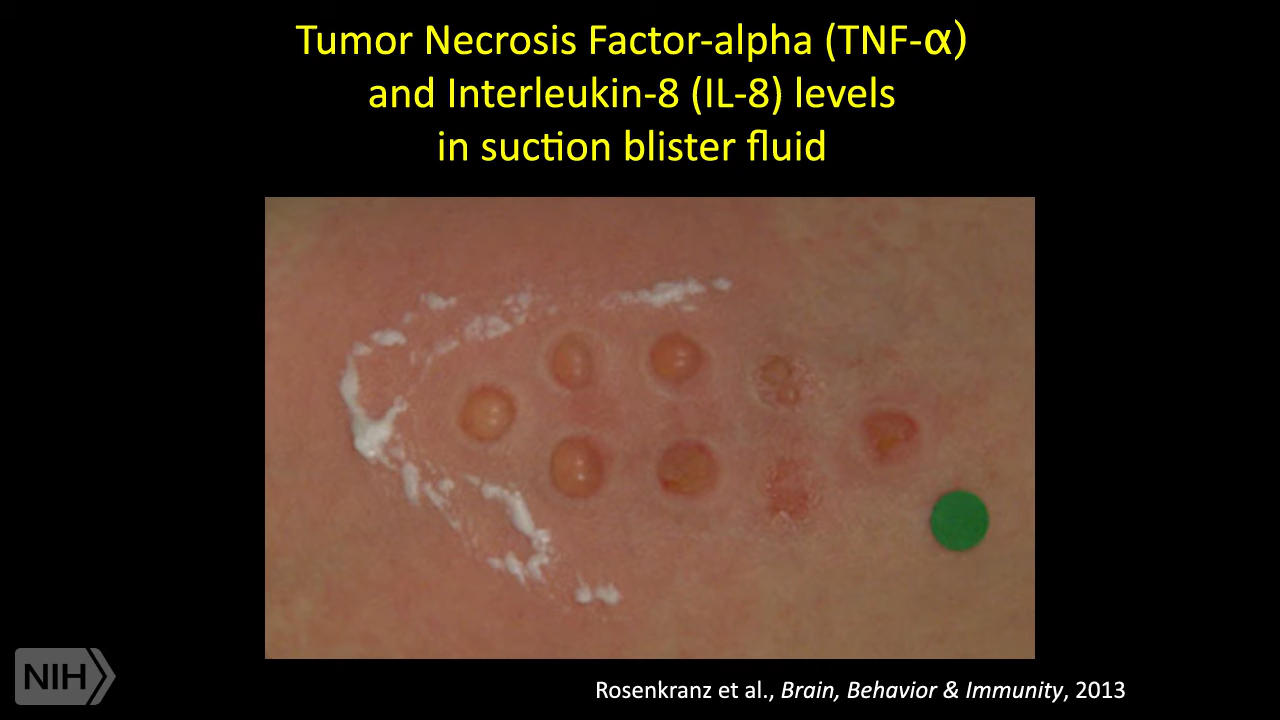 Tumor Necrosis Factor-alpha (TNF-α)
and Interleukin-8 (IL-8) levels
in suction blister fluid
NIH
Rosenkranz et al., Brain, Behavior & Immunity, 2013